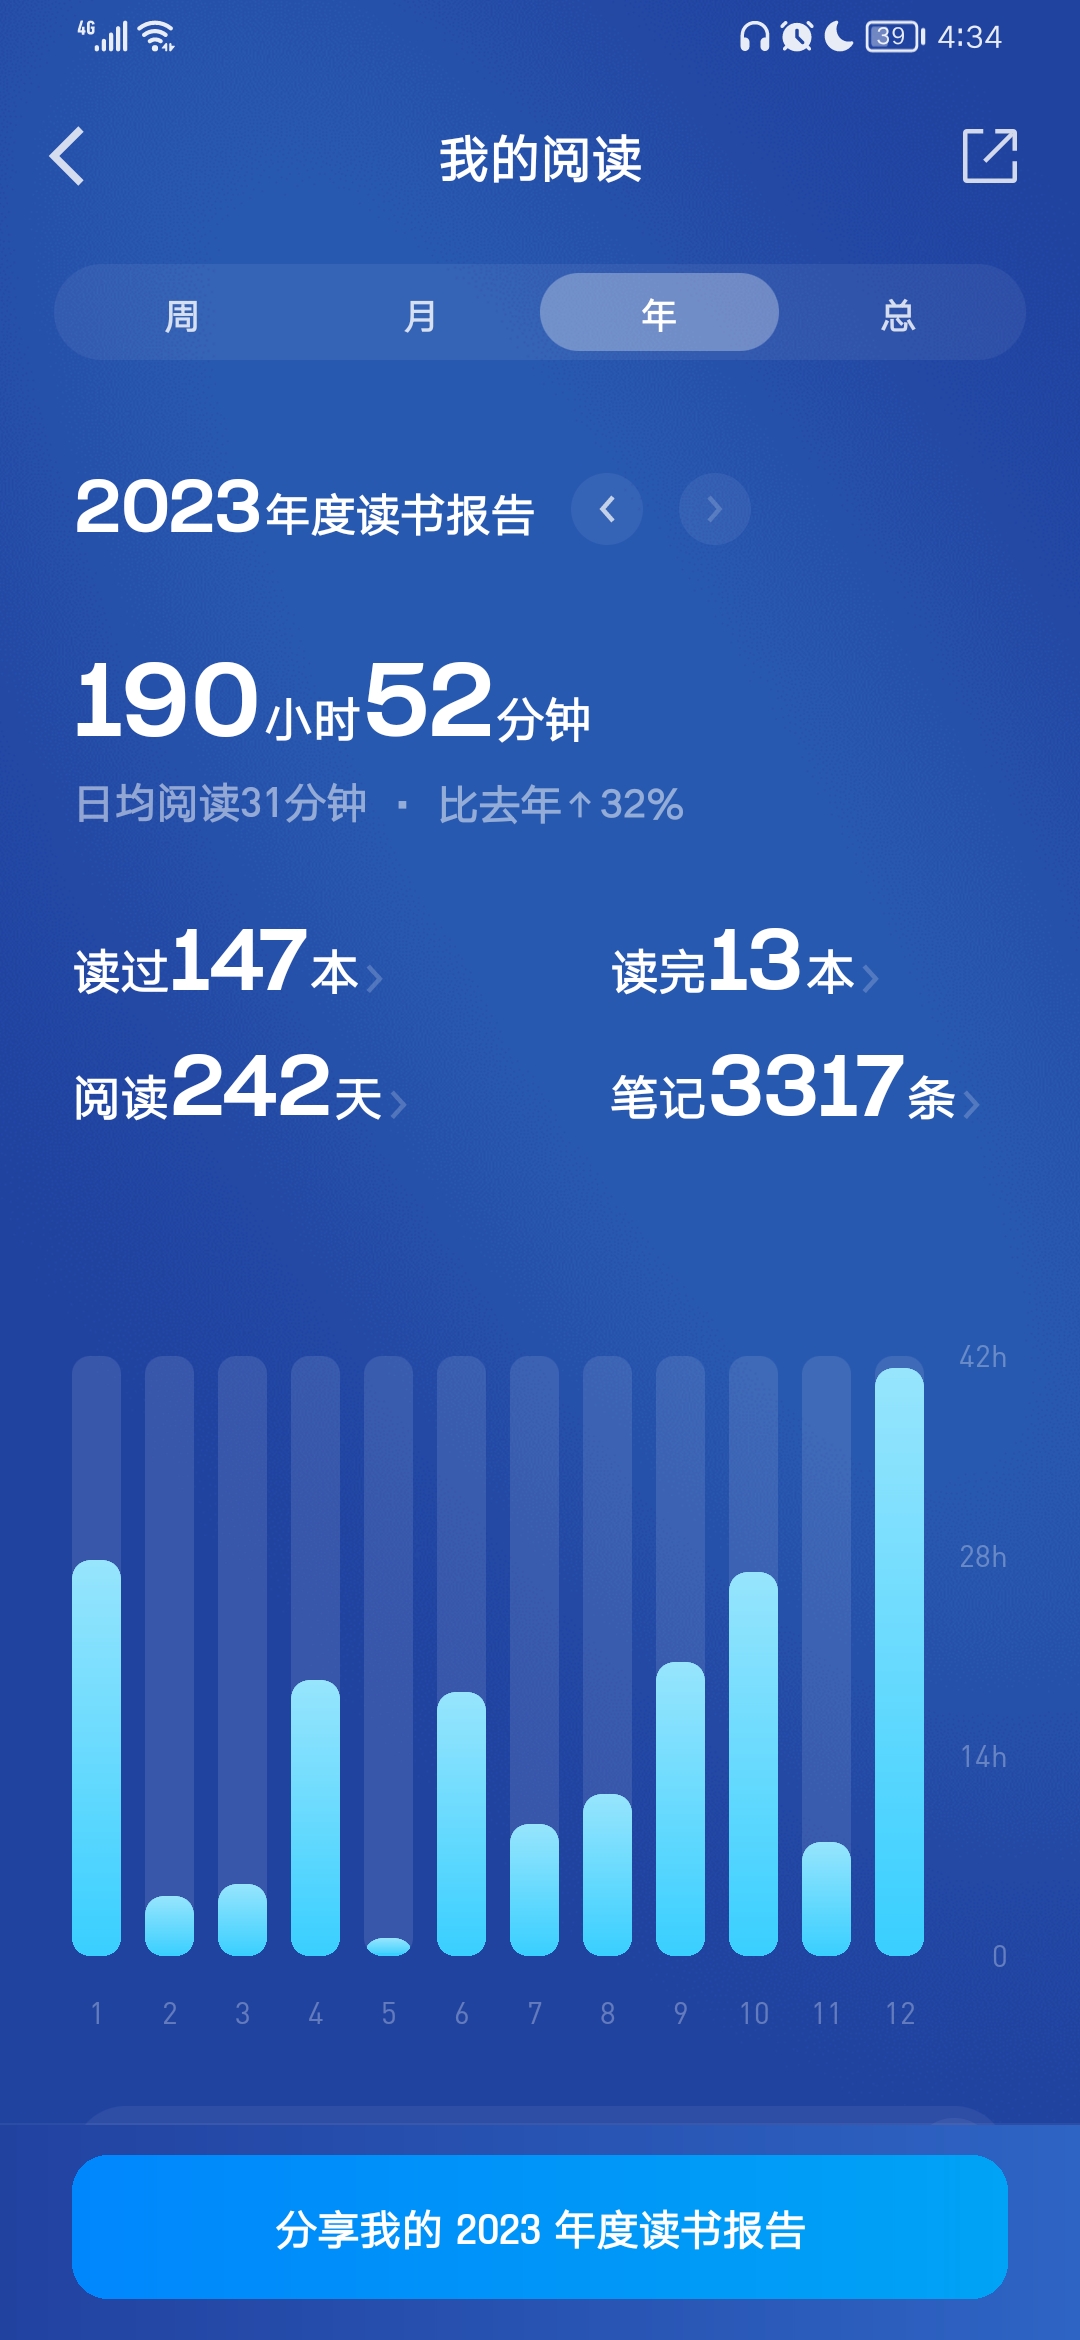 4G 39 4:34
我的阅读
周 月 年 总
2023年度读书报告
190小时52分钟
日均阅读31分钟 · 比去年↑32%
读过147本 读完13本
阅读242天 笔记3317条
42h
28h
14h
0
1 2 3 4 5 6 7 8 9 10 11 12
分享我的 2023 年度读书报告